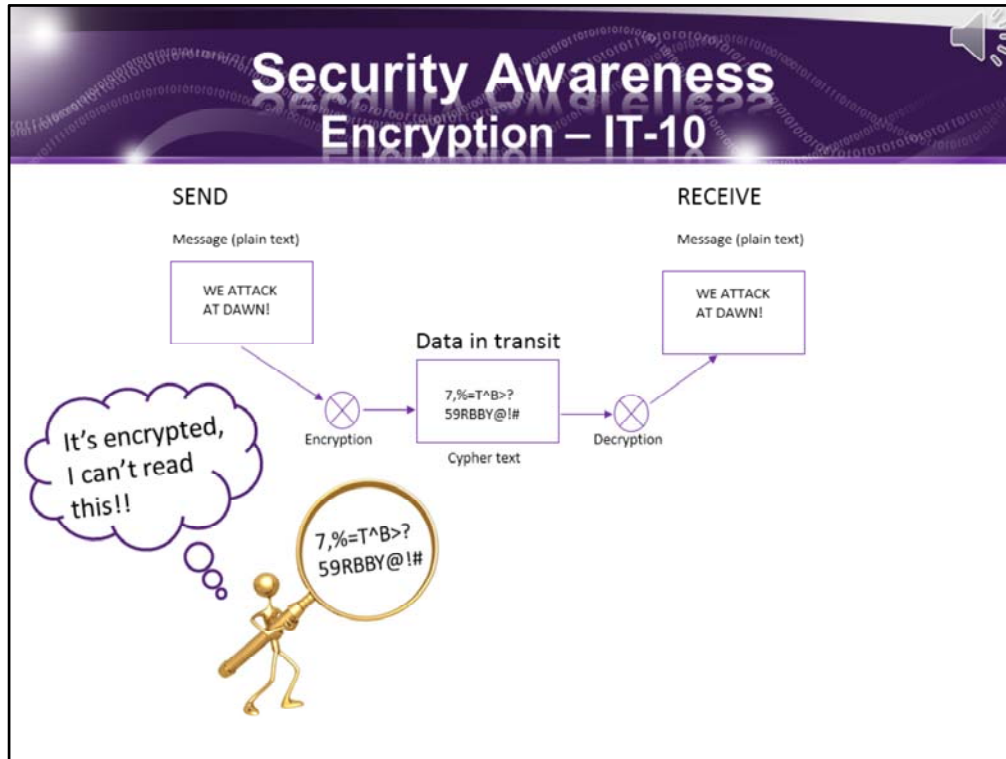 Security Awareness
Encryption – IT-10
SEND
RECEIVE
Message (plain text)
Message (plain text)
WE ATTACK
AT DAWN!
WE ATTACK
AT DAWN!
Data in transit
7,%=T^B>?
59RBBY@!#
Encryption
Decryption
Cypher text
It's encrypted,
I can't read
this!!
7,%=T^B>?
59RBBY@!#